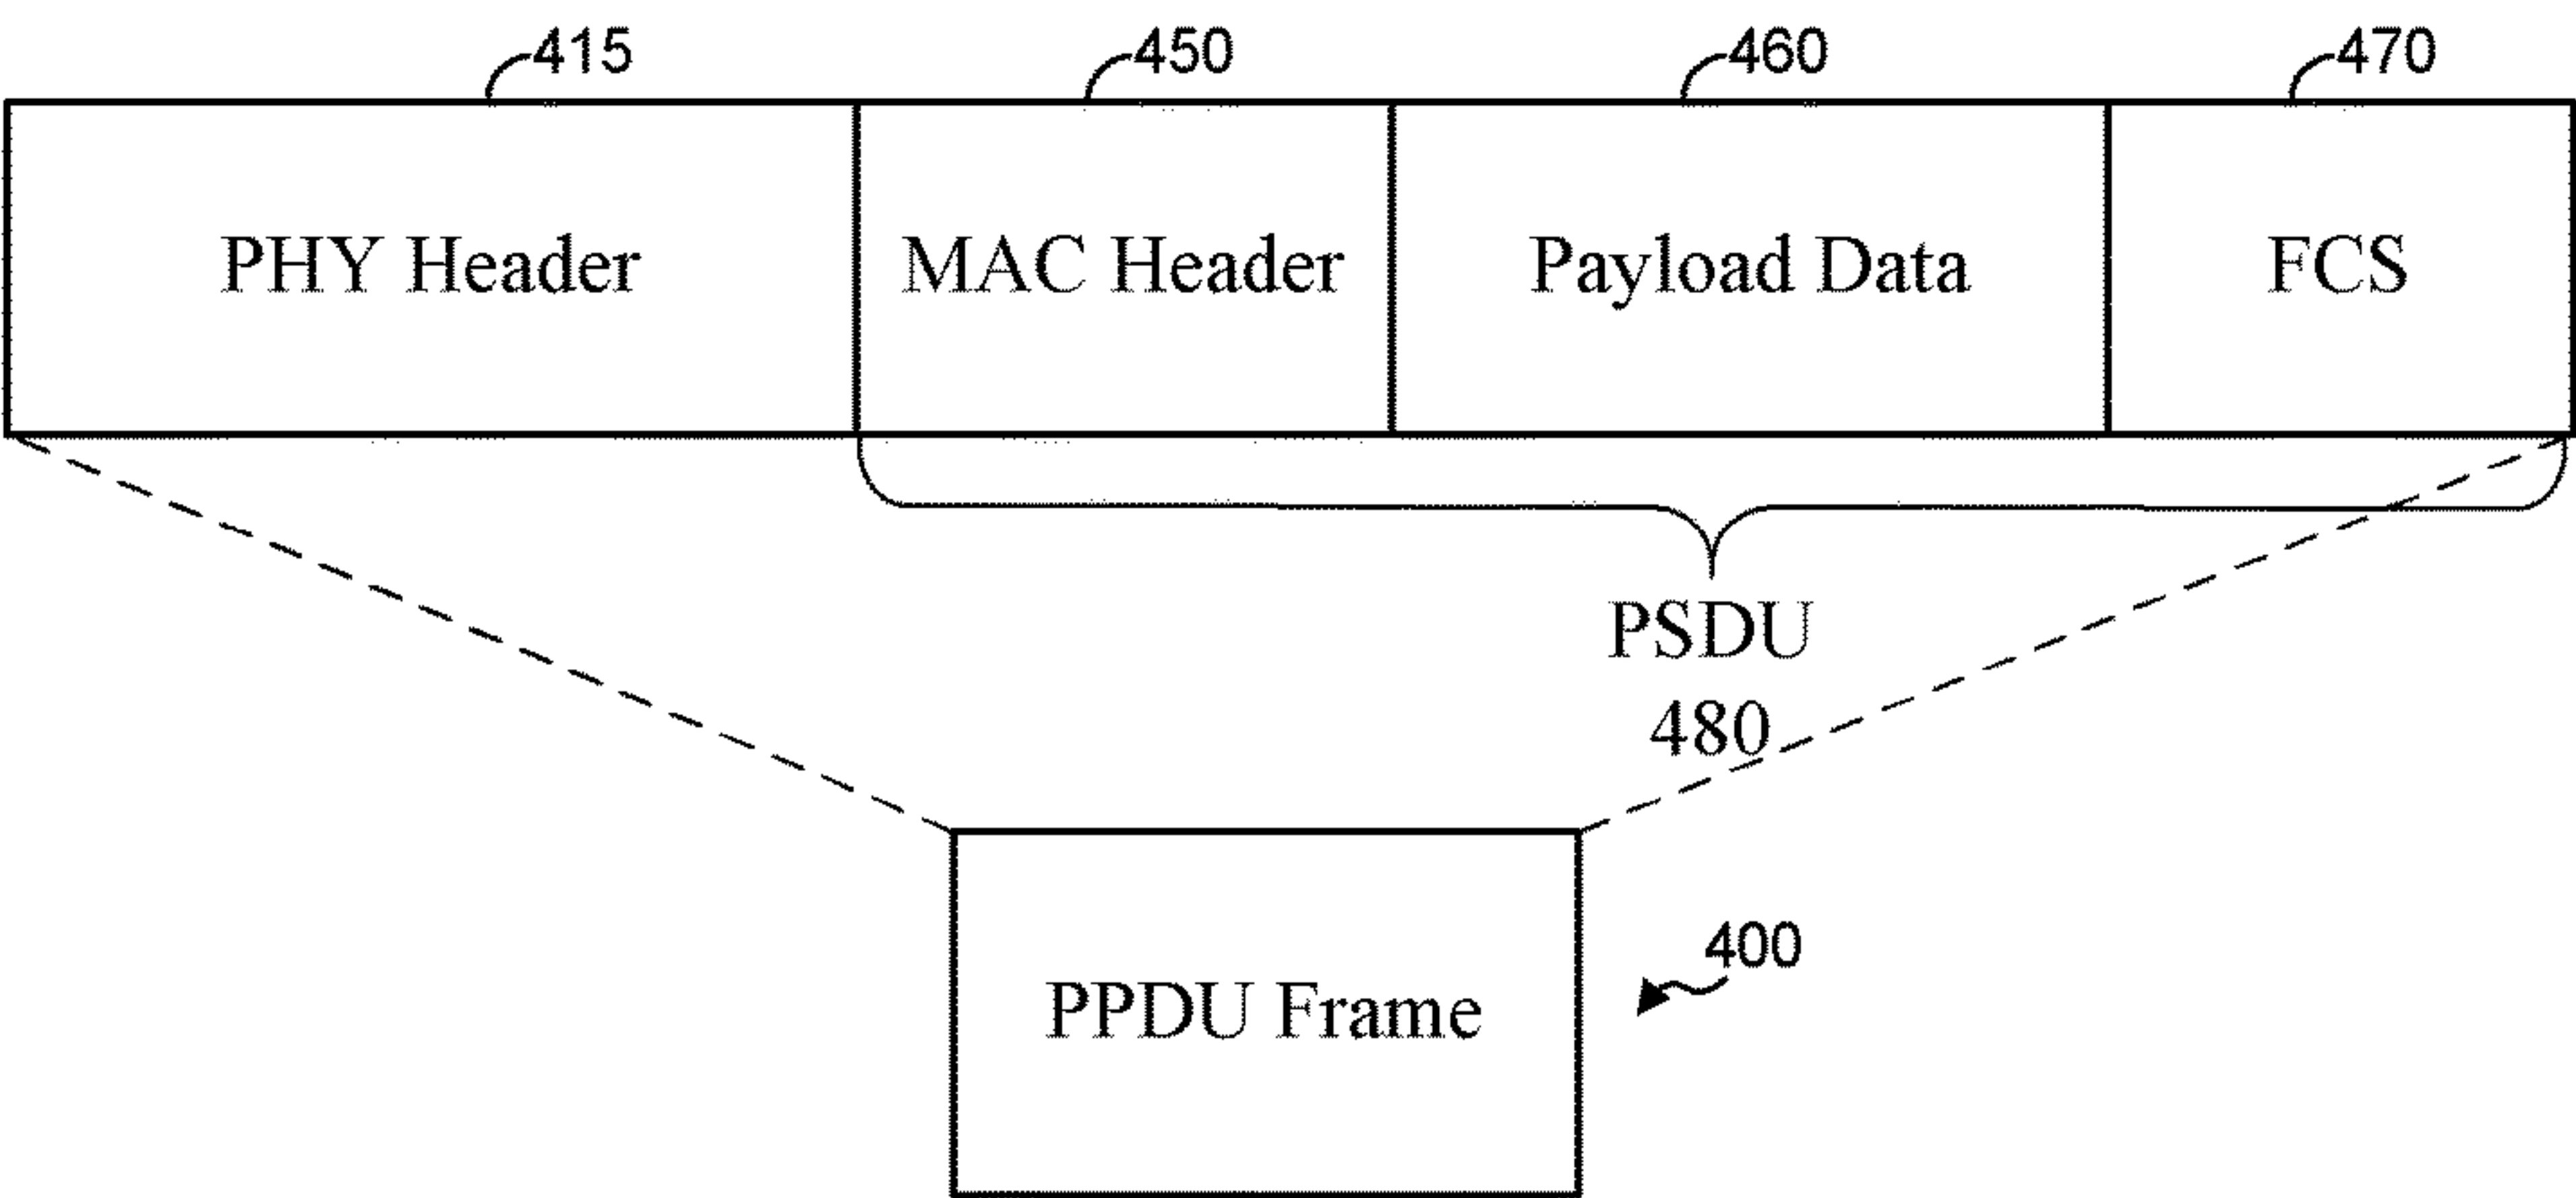 415 450 460 470
PHY Header MAC Header Payload Data FCS
PSDU
480
400
PPDU Frame